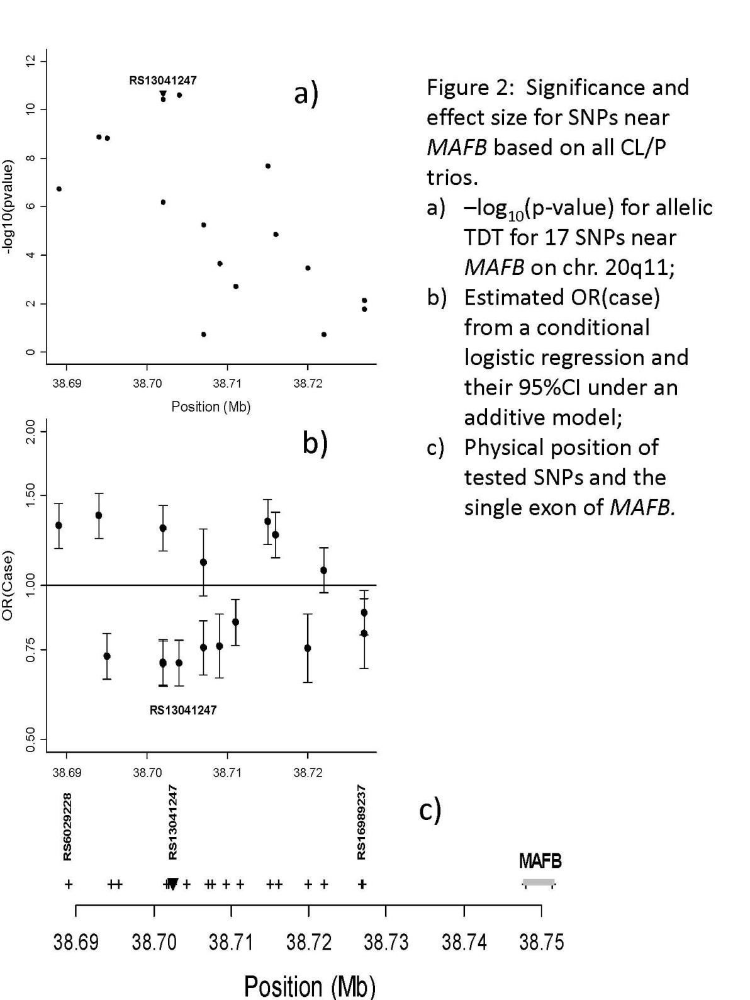 12
10
8
6
4
2
0
-log10(pvalue)
RS13041247
a)
38.69 38.70 38.71 38.72
Position (Mb)
Figure 2: Significance and
effect size for SNPs near
MAFB based on all CL/P
trios.
a) –log10(p-value) for allelic
TDT for 17 SNPs near
MAFB on chr. 20q11;
b) Estimated OR(case)
from a conditional
logistic regression and
their 95%CI under an
additive model;
c) Physical position of
tested SNPs and the
single exon of MAFB.
2.00
1.50
1.00
0.75
0.50
OR(Case)
b)
RS13041247
38.69 38.70 38.71 38.72
RS6029228
RS13041247
RS16989237
c)
MAFB
38.69 38.70 38.71 38.72 38.73 38.74 38.75
Position (Mb)